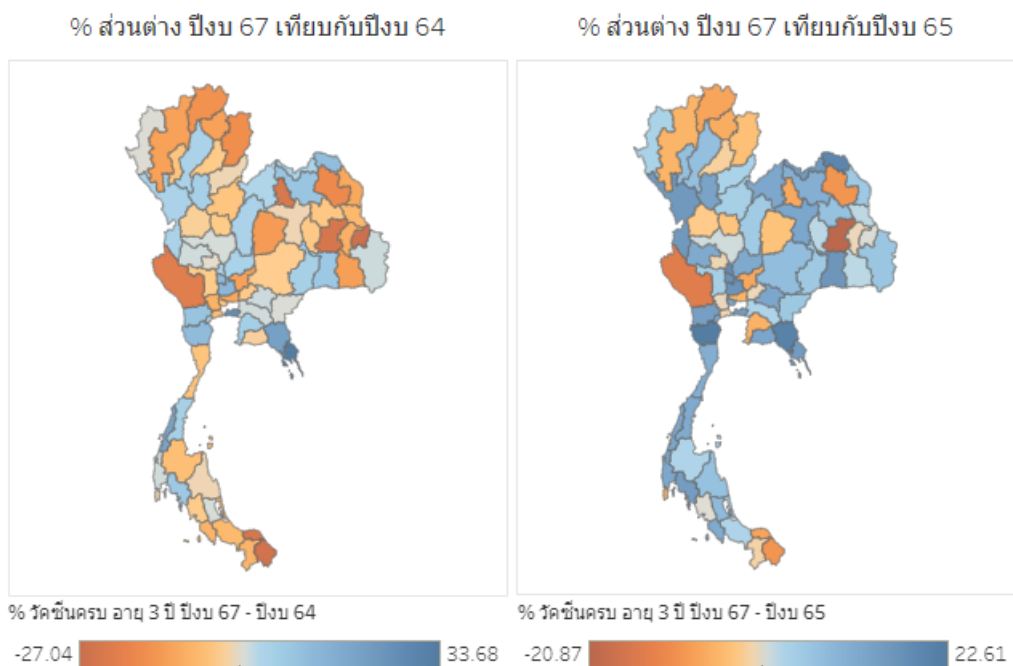 % ส่วนต่าง ปีงบ 67 เทียบกับปีงบ 64
% ส่วนต่าง ปีงบ 67 เทียบกับปีงบ 65
% วัคซีนครบ อายุ 3 ปี ปีงบ 67 - ปีงบ 64
% วัคซีนครบ อายุ 3 ปี ปีงบ 67 - ปีงบ 65
-27.04 33.68
-20.87 22.61